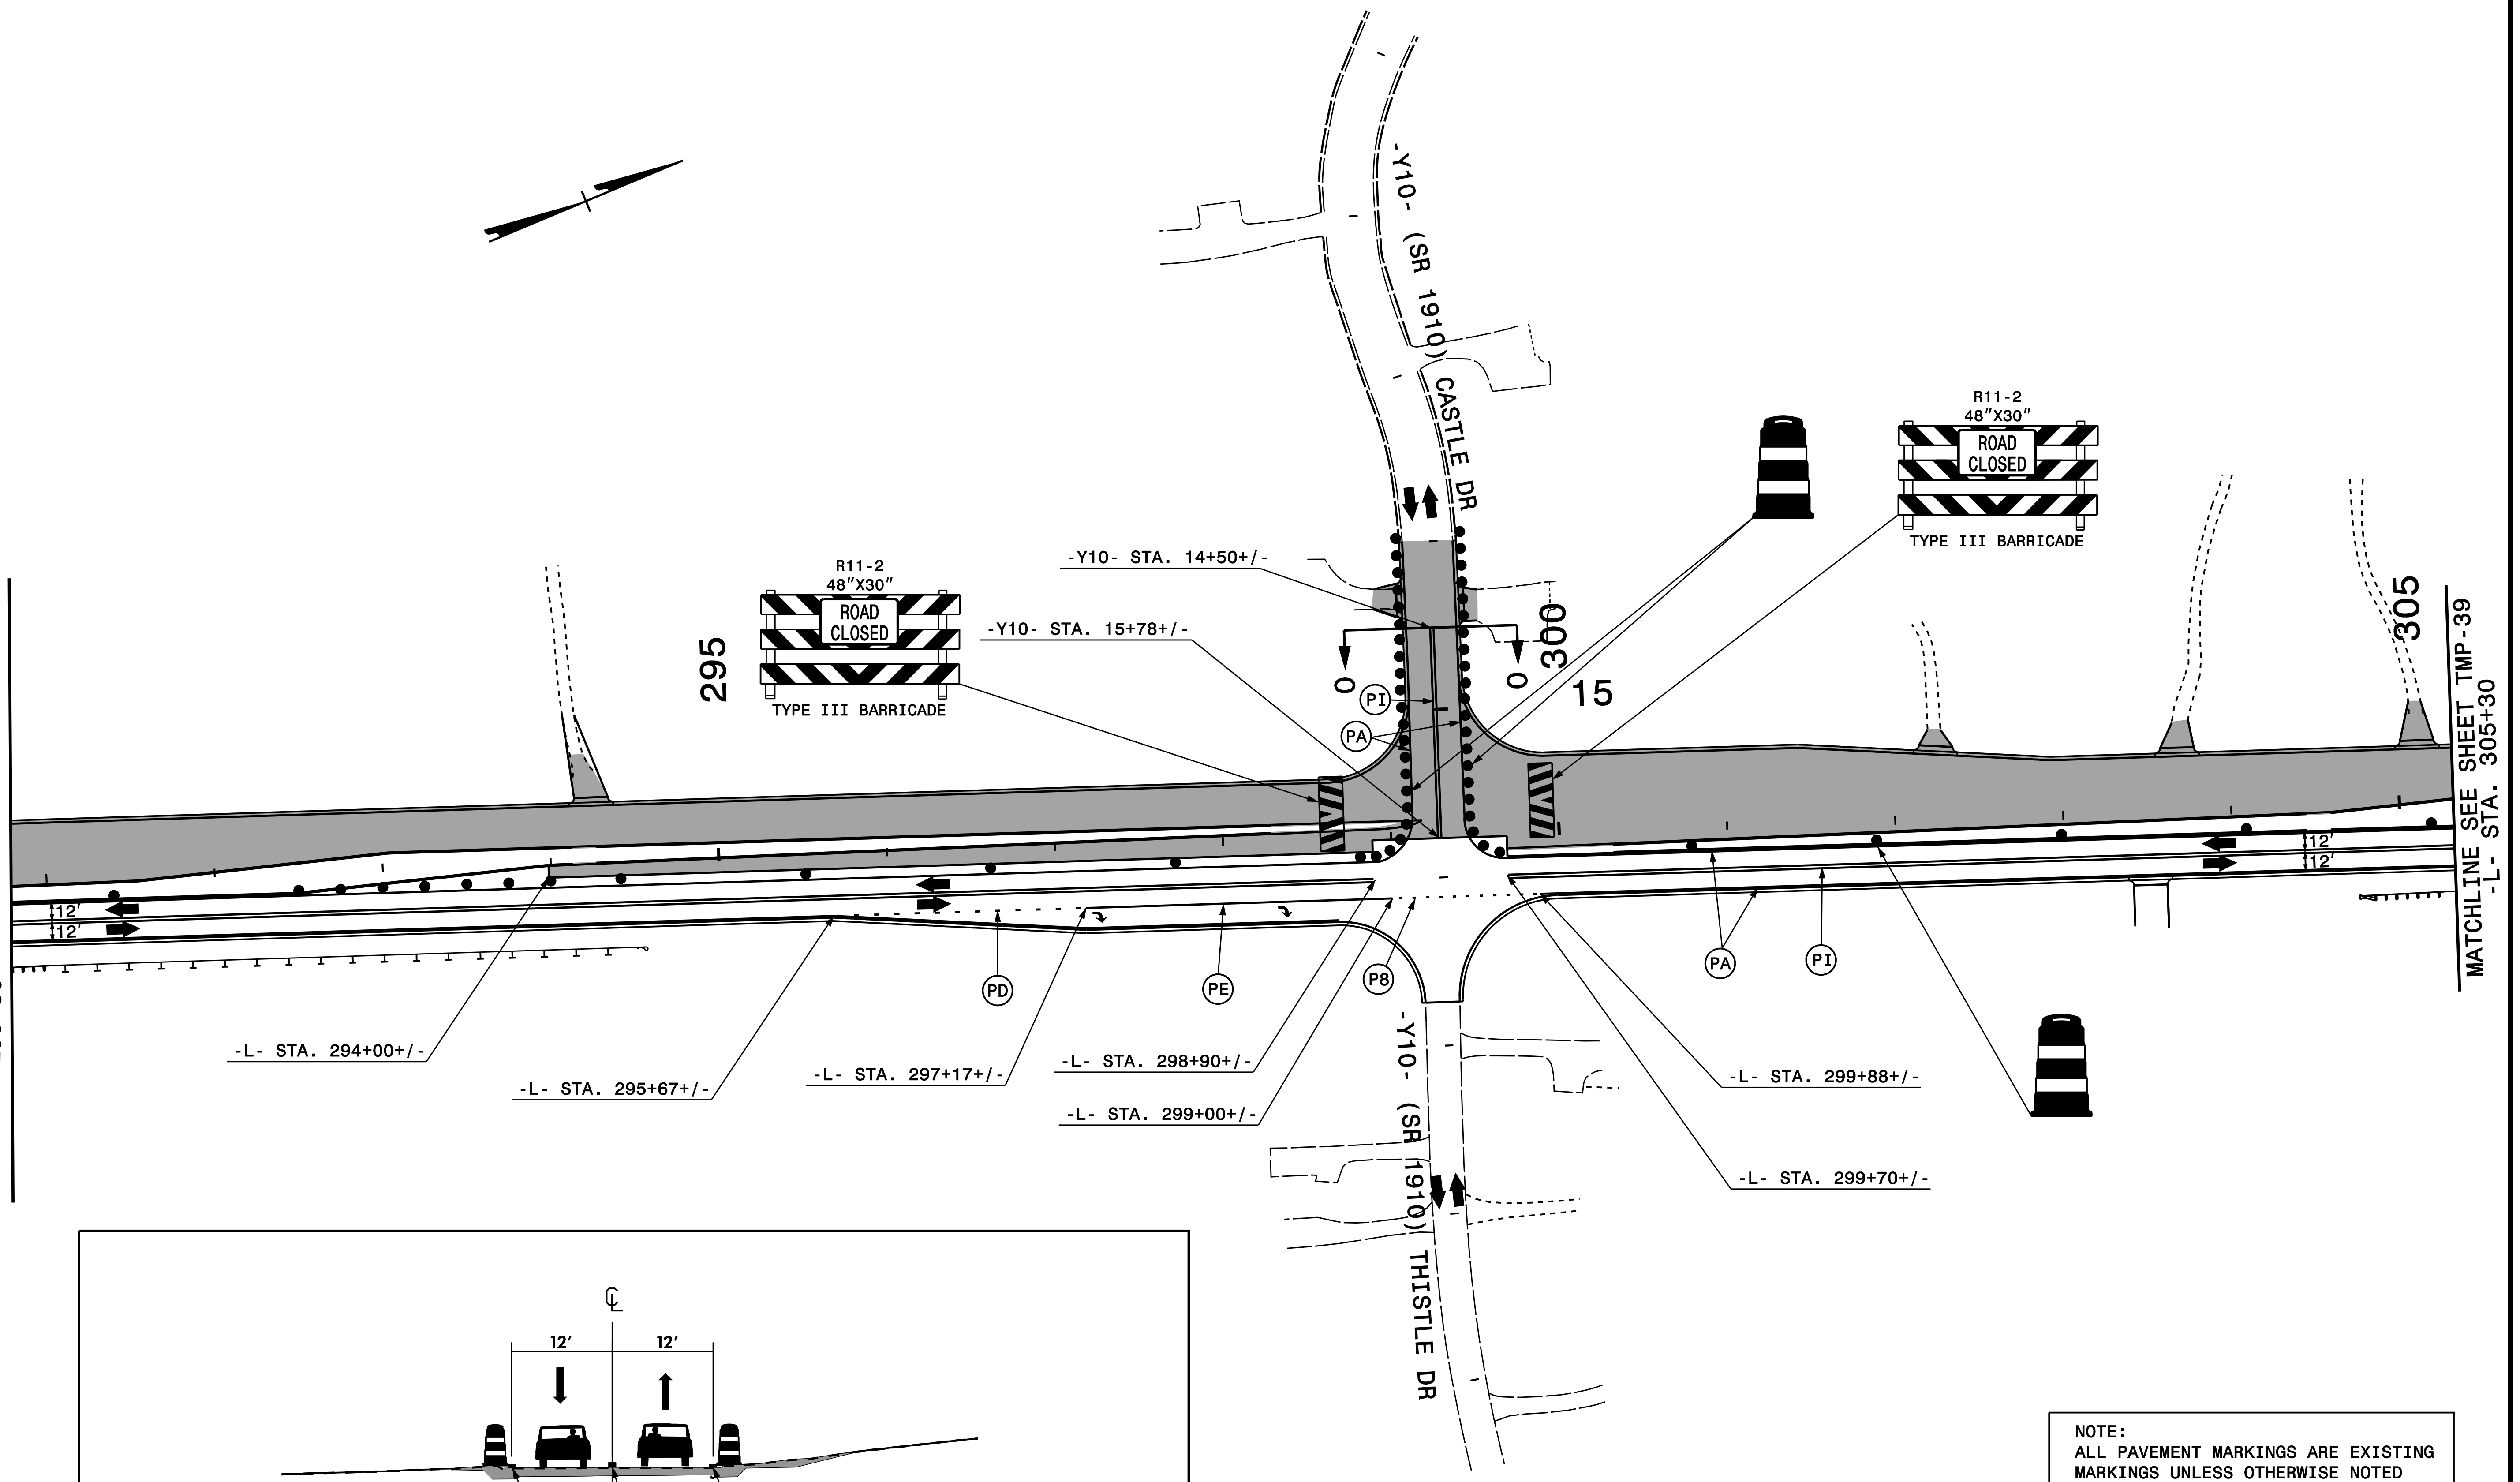 -Y10- (SR 1910) CASTLE DR
R11-2
48"X30"
ROAD
CLOSED
TYPE III BARRICADE
R11-2
48"X30"
ROAD
CLOSED
TYPE III BARRICADE
-Y10- STA. 14+50+/-
-Y10- STA. 15+78+/-
295
300
305
15
0
0
PI
PA
MATCHLINE SEE SHEET TMP-39
-L- STA. 305+30
12'
12'
12'
12'
PD
PE
P8
PA
PI
-L- STA. 294+00+/-
-L- STA. 295+67+/-
-L- STA. 297+17+/-
-L- STA. 298+90+/-
-L- STA. 299+00+/-
-L- STA. 299+88+/-
-L- STA. 299+70+/-
-Y10- (SR 1910) THISTLE DR
CL
12'
12'
NOTE:
ALL PAVEMENT MARKINGS ARE EXISTING
MARKINGS UNLESS OTHERWISE NOTED